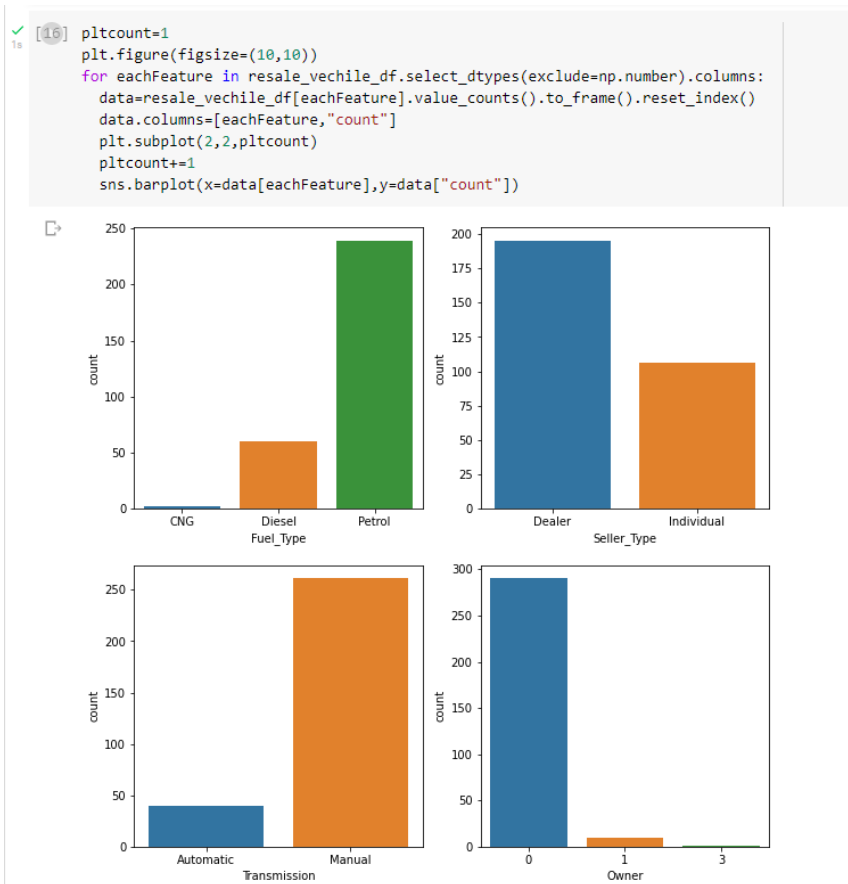 [16] pltcount=1
1s
plt.figure(figsize=(10,10))
for eachFeature in resale_vechile_df.select_dtypes(exclude=np.number).columns:
  data=resale_vechile_df[eachFeature].value_counts().to_frame().reset_index()
  data.columns=[eachFeature,"count"]
  plt.subplot(2,2,pltcount)
  pltcount+=1
  sns.barplot(x=data[eachFeature],y=data["count"])
250
200
150
100
50
0
count
CNG Diesel Petrol
Fuel_Type
200
175
150
125
100
75
50
25
0
count
Dealer Individual
Seller_Type
250
200
150
100
50
0
count
Automatic Manual
Transmission
300
250
200
150
100
50
0
count
0 1 3
Owner